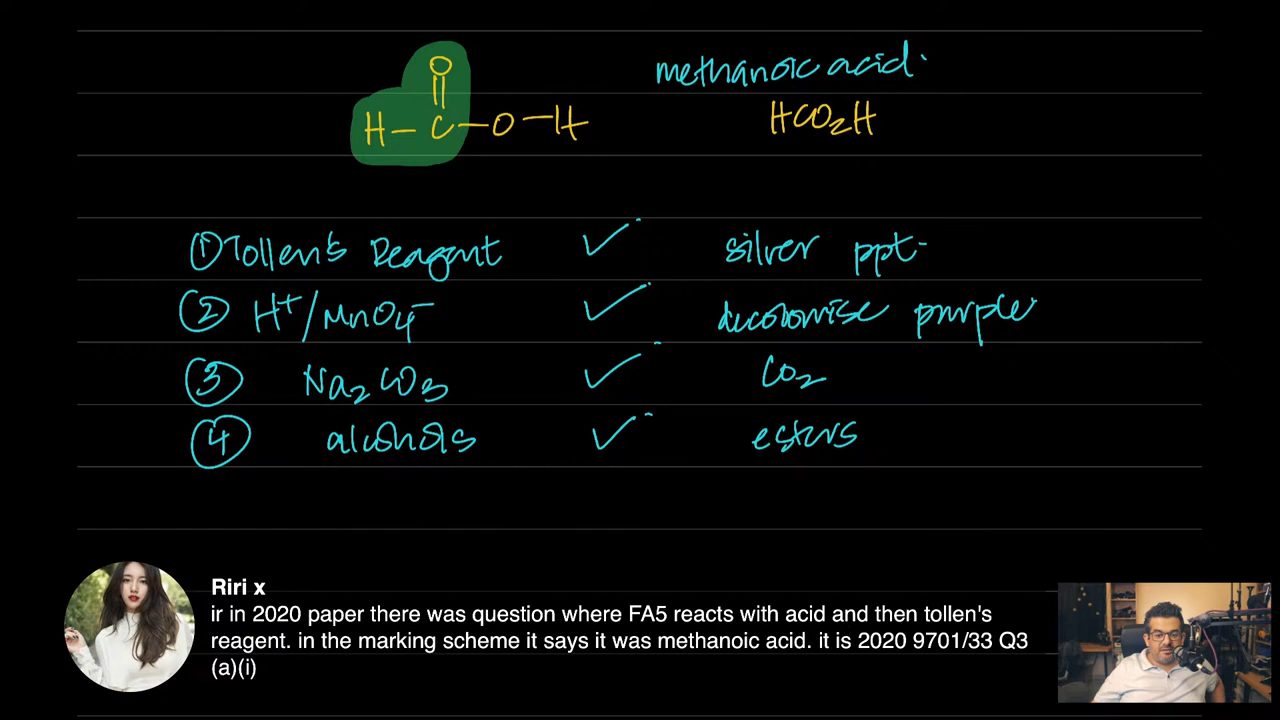 O
||
H – C – O – H
methanoic acid.
HCO₂H
① Tollen's Reagent ✓ silver ppt-
② H⁺/MnO₄⁻ ✓ decolorise purple
③ Na₂CO₃ ✓ CO₂
④ alcohols ✓ esters
Riri x
ir in 2020 paper there was question where FA5 reacts with acid and then tollen's
reagent. in the marking scheme it says it was methanoic acid. it is 2020 9701/33 Q3
(a)(i)